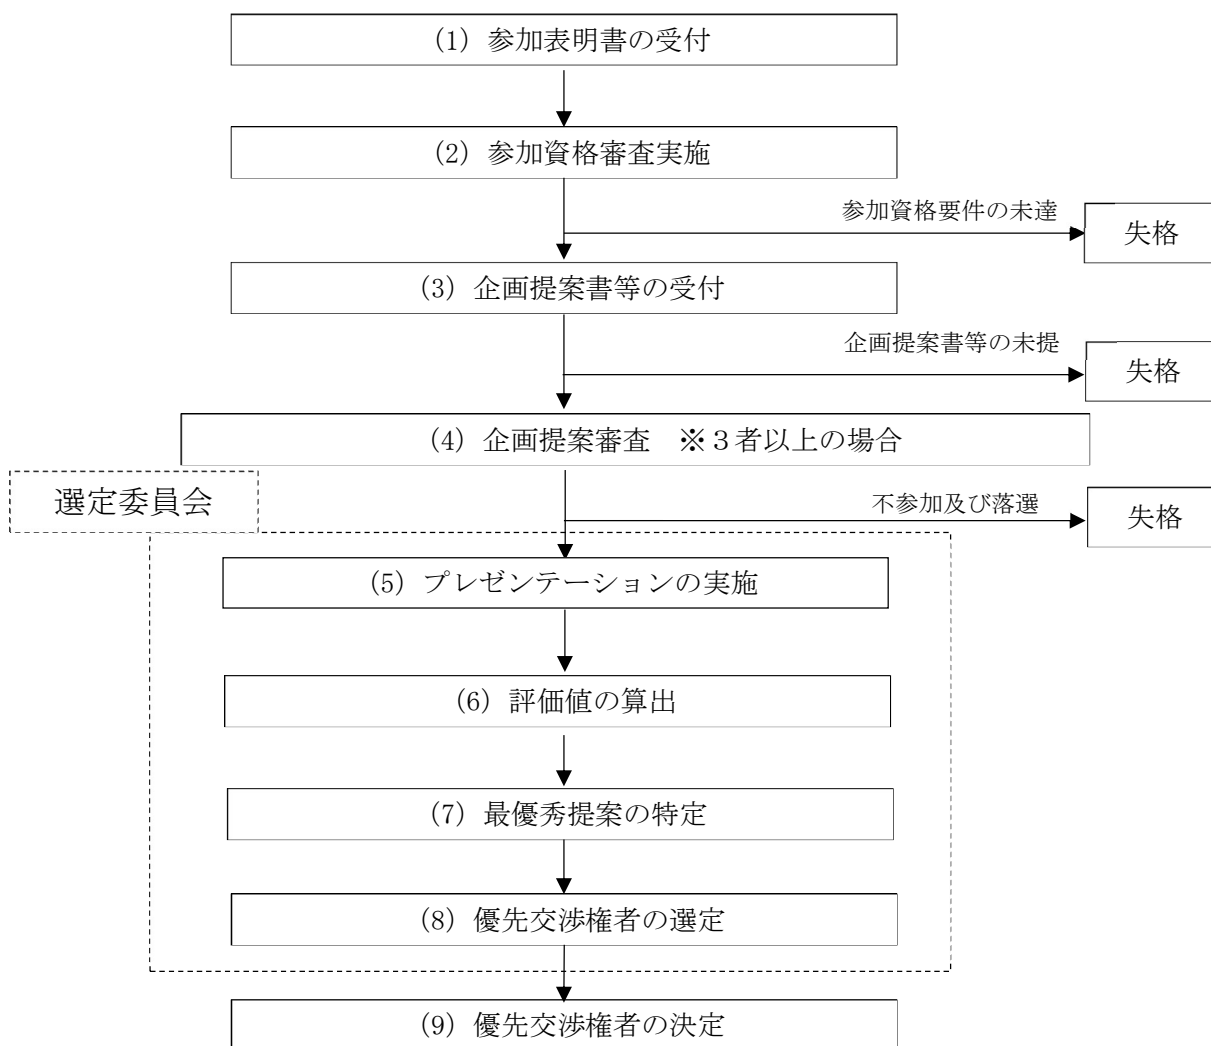 (1) 参加表明書の受付
(2) 参加資格審査実施
参加資格要件の未達
失格
(3) 企画提案書等の受付
企画提案書等の未提
失格
(4) 企画提案審査　※３者以上の場合
選定委員会
不参加及び落選
失格
(5) プレゼンテーションの実施
(6) 評価値の算出
(7) 最優秀提案の特定
(8) 優先交渉権者の選定
(9) 優先交渉権者の決定